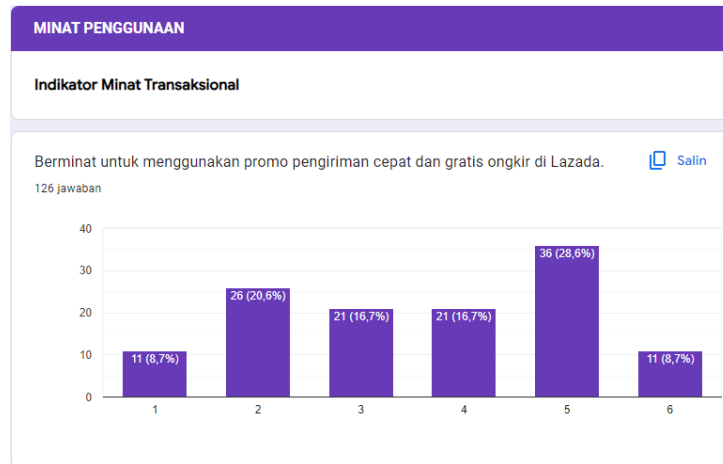 MINAT PENGGUNAAN
Indikator Minat Transaksional
Berminat untuk menggunakan promo pengiriman cepat dan gratis ongkir di Lazada.
Salin
126 jawaban
40
30
20
10
0
11 (8,7%)
26 (20,6%)
21 (16,7%)
21 (16,7%)
36 (28,6%)
11 (8,7%)
1 2 3 4 5 6